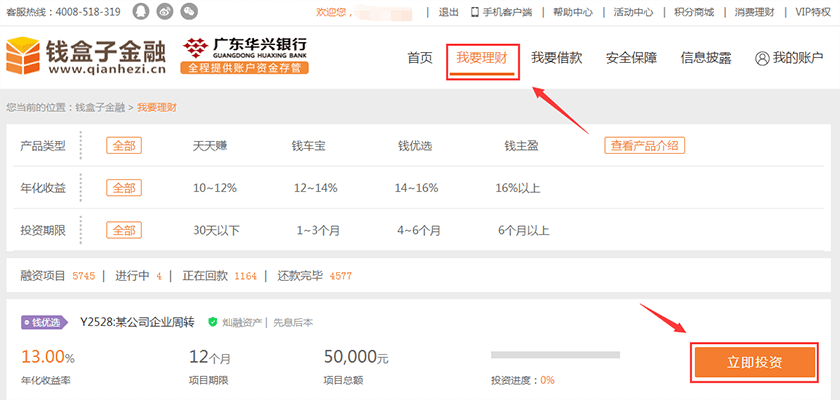 客服热线：4008-518-319 欢迎您， | 退出 | 手机客户端 | 帮助中心 | 活动中心 | 积分商城 | 消费理财 | VIP特权
钱盒子金融 广东华兴银行
www.qianhezi.cn GUANGDONG HUAXING BANK
全程提供账户资金存管
首页 我要理财 我要借款 安全保障 信息披露 我的账户
您当前的位置：钱盒子金融 > 我要理财
产品类型 全部 天天赚 钱车宝 钱优选 钱主盈 查看产品介绍
年化收益 全部 10~12% 12~14% 14~16% 16%以上
投资期限 全部 30天以下 1~3个月 4~6个月 6个月以上
融资项目 5745 | 进行中 4 | 正在回款 1164 | 还款完毕 4577
钱优选 Y2528:某公司企业周转 灿融资产 | 先息后本
13.00% 12个月 50,000元 立即投资
年化收益率 项目期限 项目总额 投资进度：0%